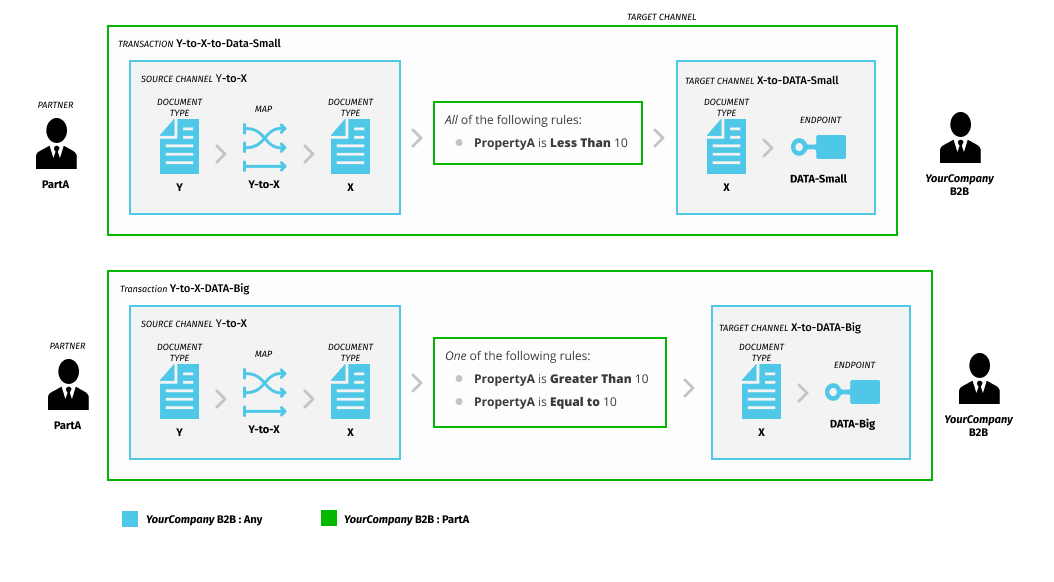 TARGET CHANNEL
TRANSACTION Y-to-X-to-Data-Small
SOURCE CHANNEL Y-to-X
TARGET CHANNEL X-to-DATA-Small
PARTNER
DOCUMENT
TYPE
MAP
DOCUMENT
TYPE
All of the following rules:
PropertyA is Less Than 10
DOCUMENT
TYPE
ENDPOINT
PartA
Y
Y-to-X
X
X
DATA-Small
YourCompany
B2B
Transaction Y-to-X-DATA-Big
SOURCE CHANNEL Y-to-X
TARGET CHANNEL X-to-DATA-Big
PARTNER
DOCUMENT
TYPE
MAP
DOCUMENT
TYPE
One of the following rules:
PropertyA is Greater Than 10
PropertyA is Equal to 10
DOCUMENT
TYPE
ENDPOINT
PartA
Y
Y-to-X
X
X
DATA-Big
YourCompany
B2B
YourCompany B2B : Any
YourCompany B2B : PartA